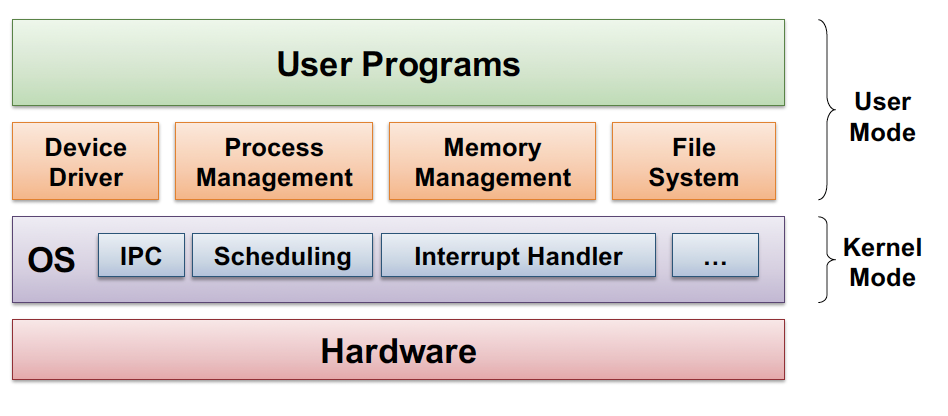 User Programs
User
Mode
Device
Driver
Process
Management
Memory
Management
File
System
OS
IPC
Scheduling
Interrupt Handler
...
Kernel
Mode
Hardware